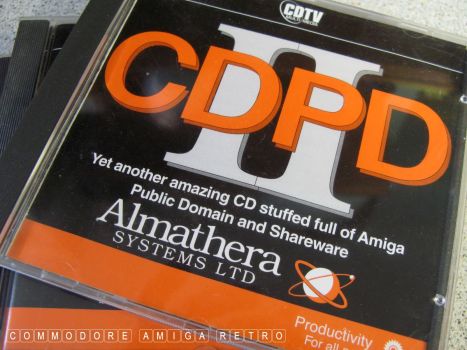 CDTV
MULTIMEDIA
II
CDPD
Yet another amazing CD stuffed full of Amiga
Public Domain and Shareware
Almathera
SYSTEMS LTD
Productivity
For all
COMMODORE AMIGA RETRO